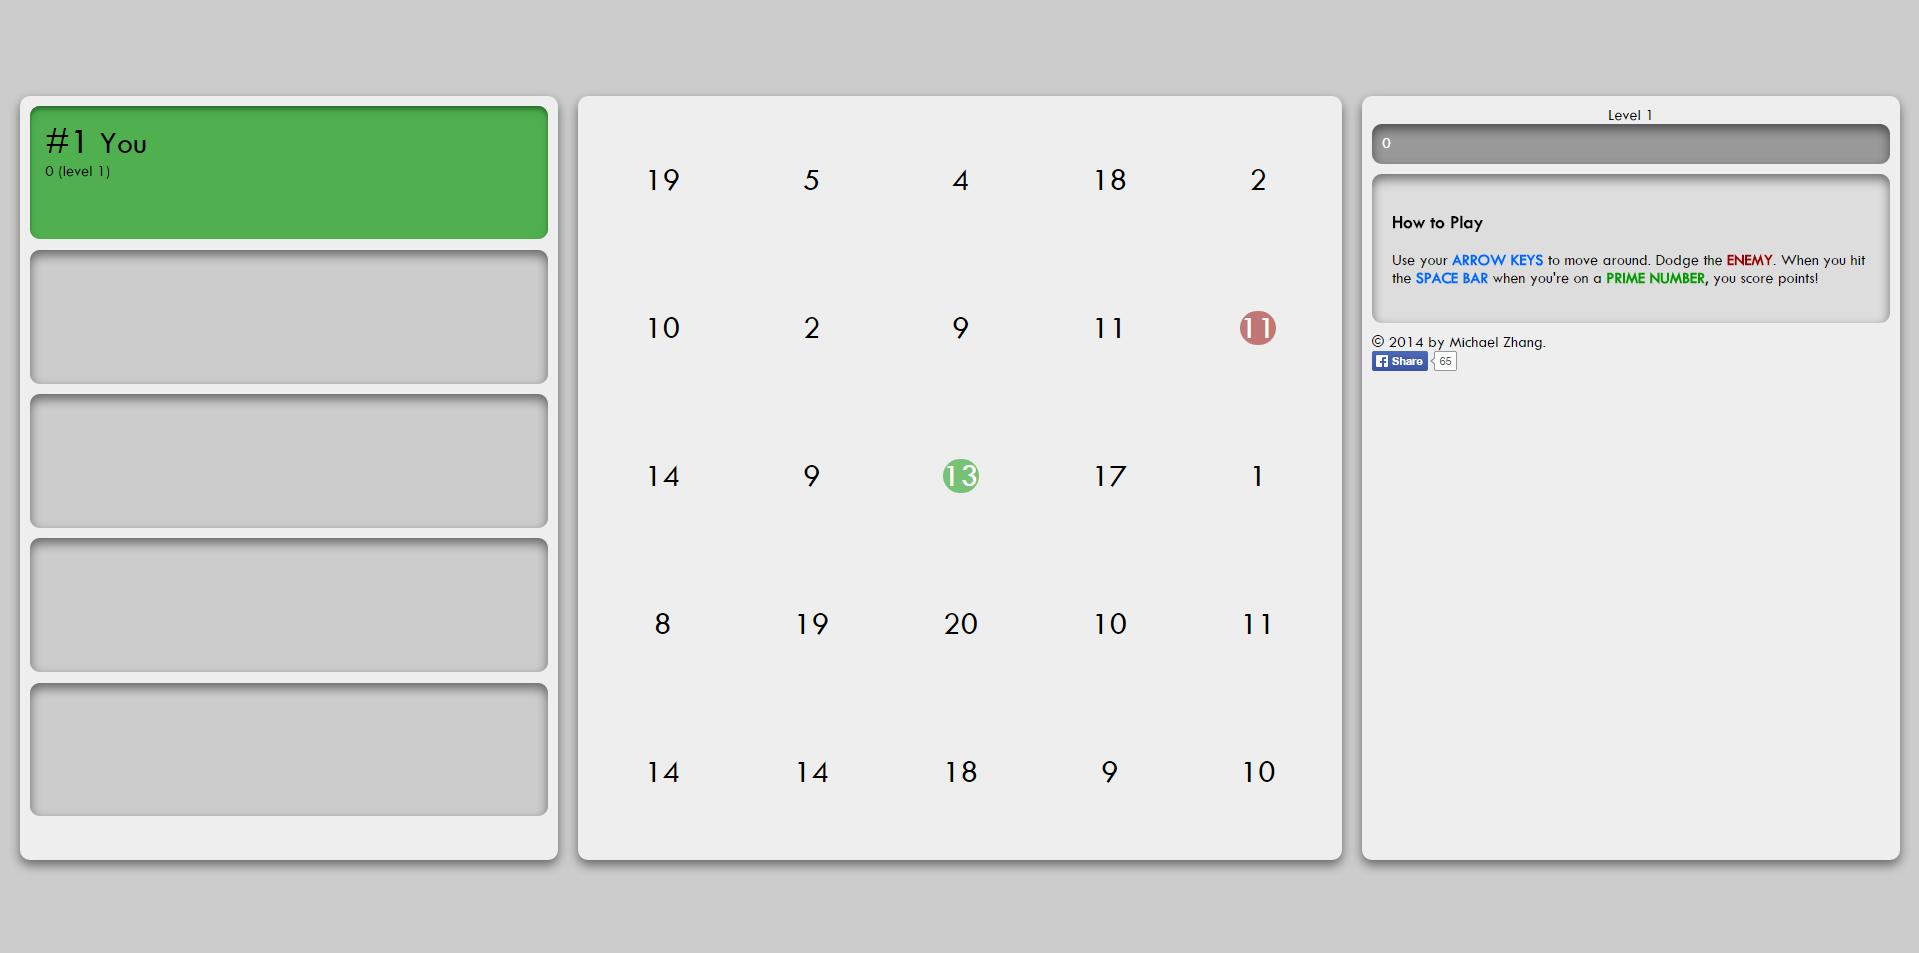 #1 You
0 (level 1)
19 5 4 18 2
10 2 9 11 11
14 9 13 17 1
8 19 20 10 11
14 14 18 9 10
Level 1
0
How to Play
Use your ARROW KEYS to move around. Dodge the ENEMY. When you hit
the SPACE BAR when you're on a PRIME NUMBER, you score points!
© 2014 by Michael Zhang.
Share 65